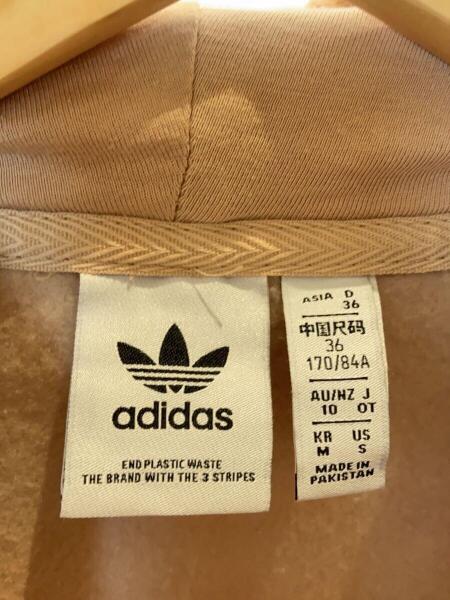 adidas
END PLASTIC WASTE
THE BRAND WITH THE 3 STRIPES
ASIA D
36
中国尺码
36
170/84A
AU/NZ J
10 OT
KR US
M S
MADE IN
PAKISTAN